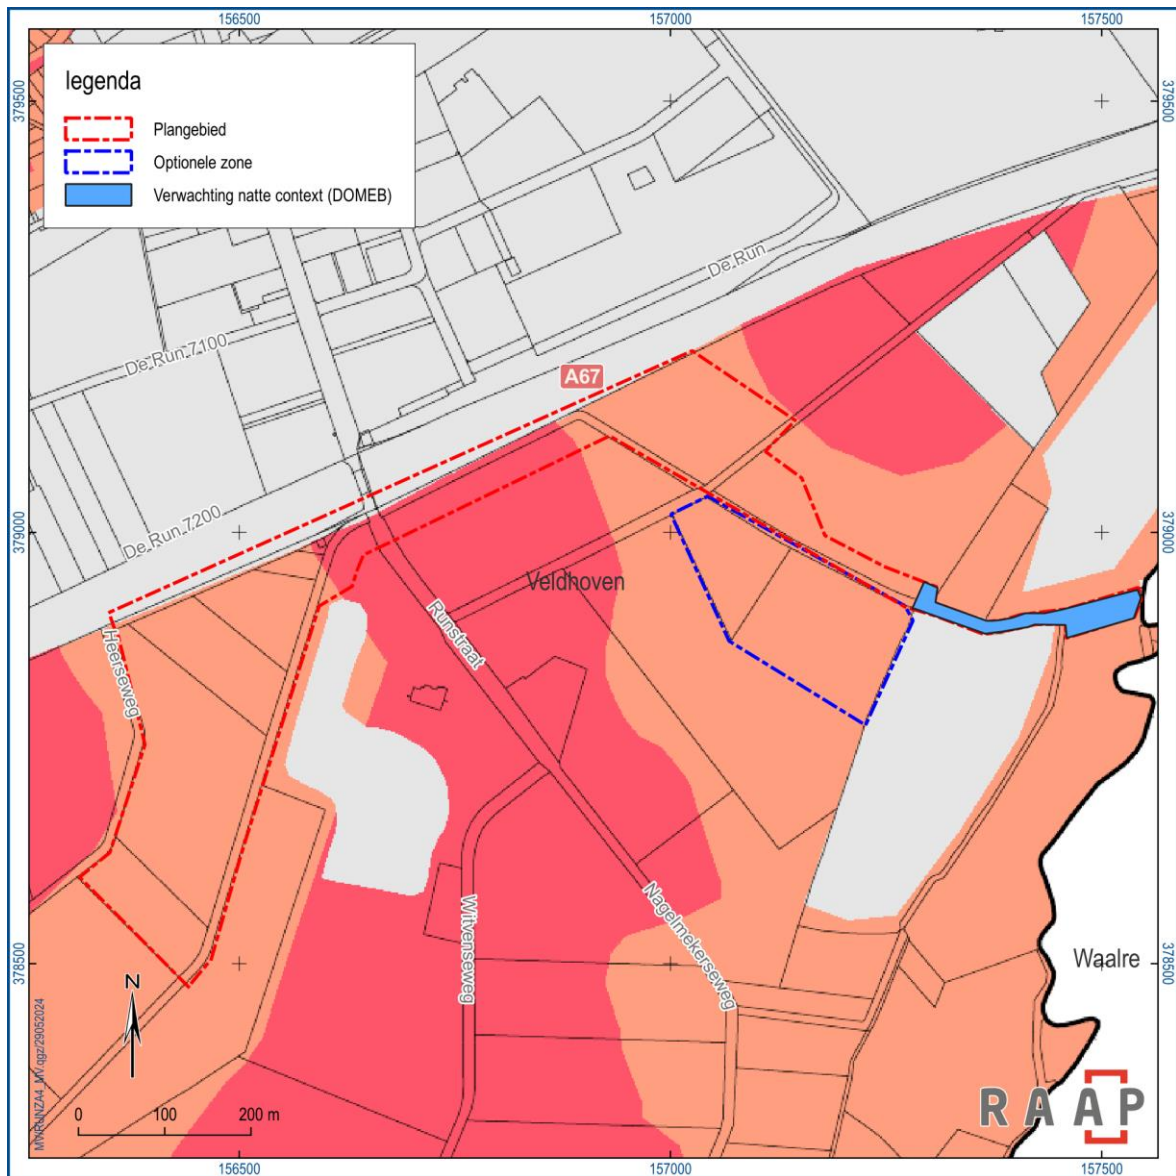 156500
157000
157500
379500
379500
legenda
Plangebied
Optionele zone
Verwachting natte context (DOMEB)
De Run
De Run 7100
A67
De Run 7200
379000
379000
Veldhoven
Heerseweg
Runstraat
Witvenseweg
Nagelmekerseweg
378500
378500
Waalre
N
0 100 200 m
RAAP
156500
157000
157500